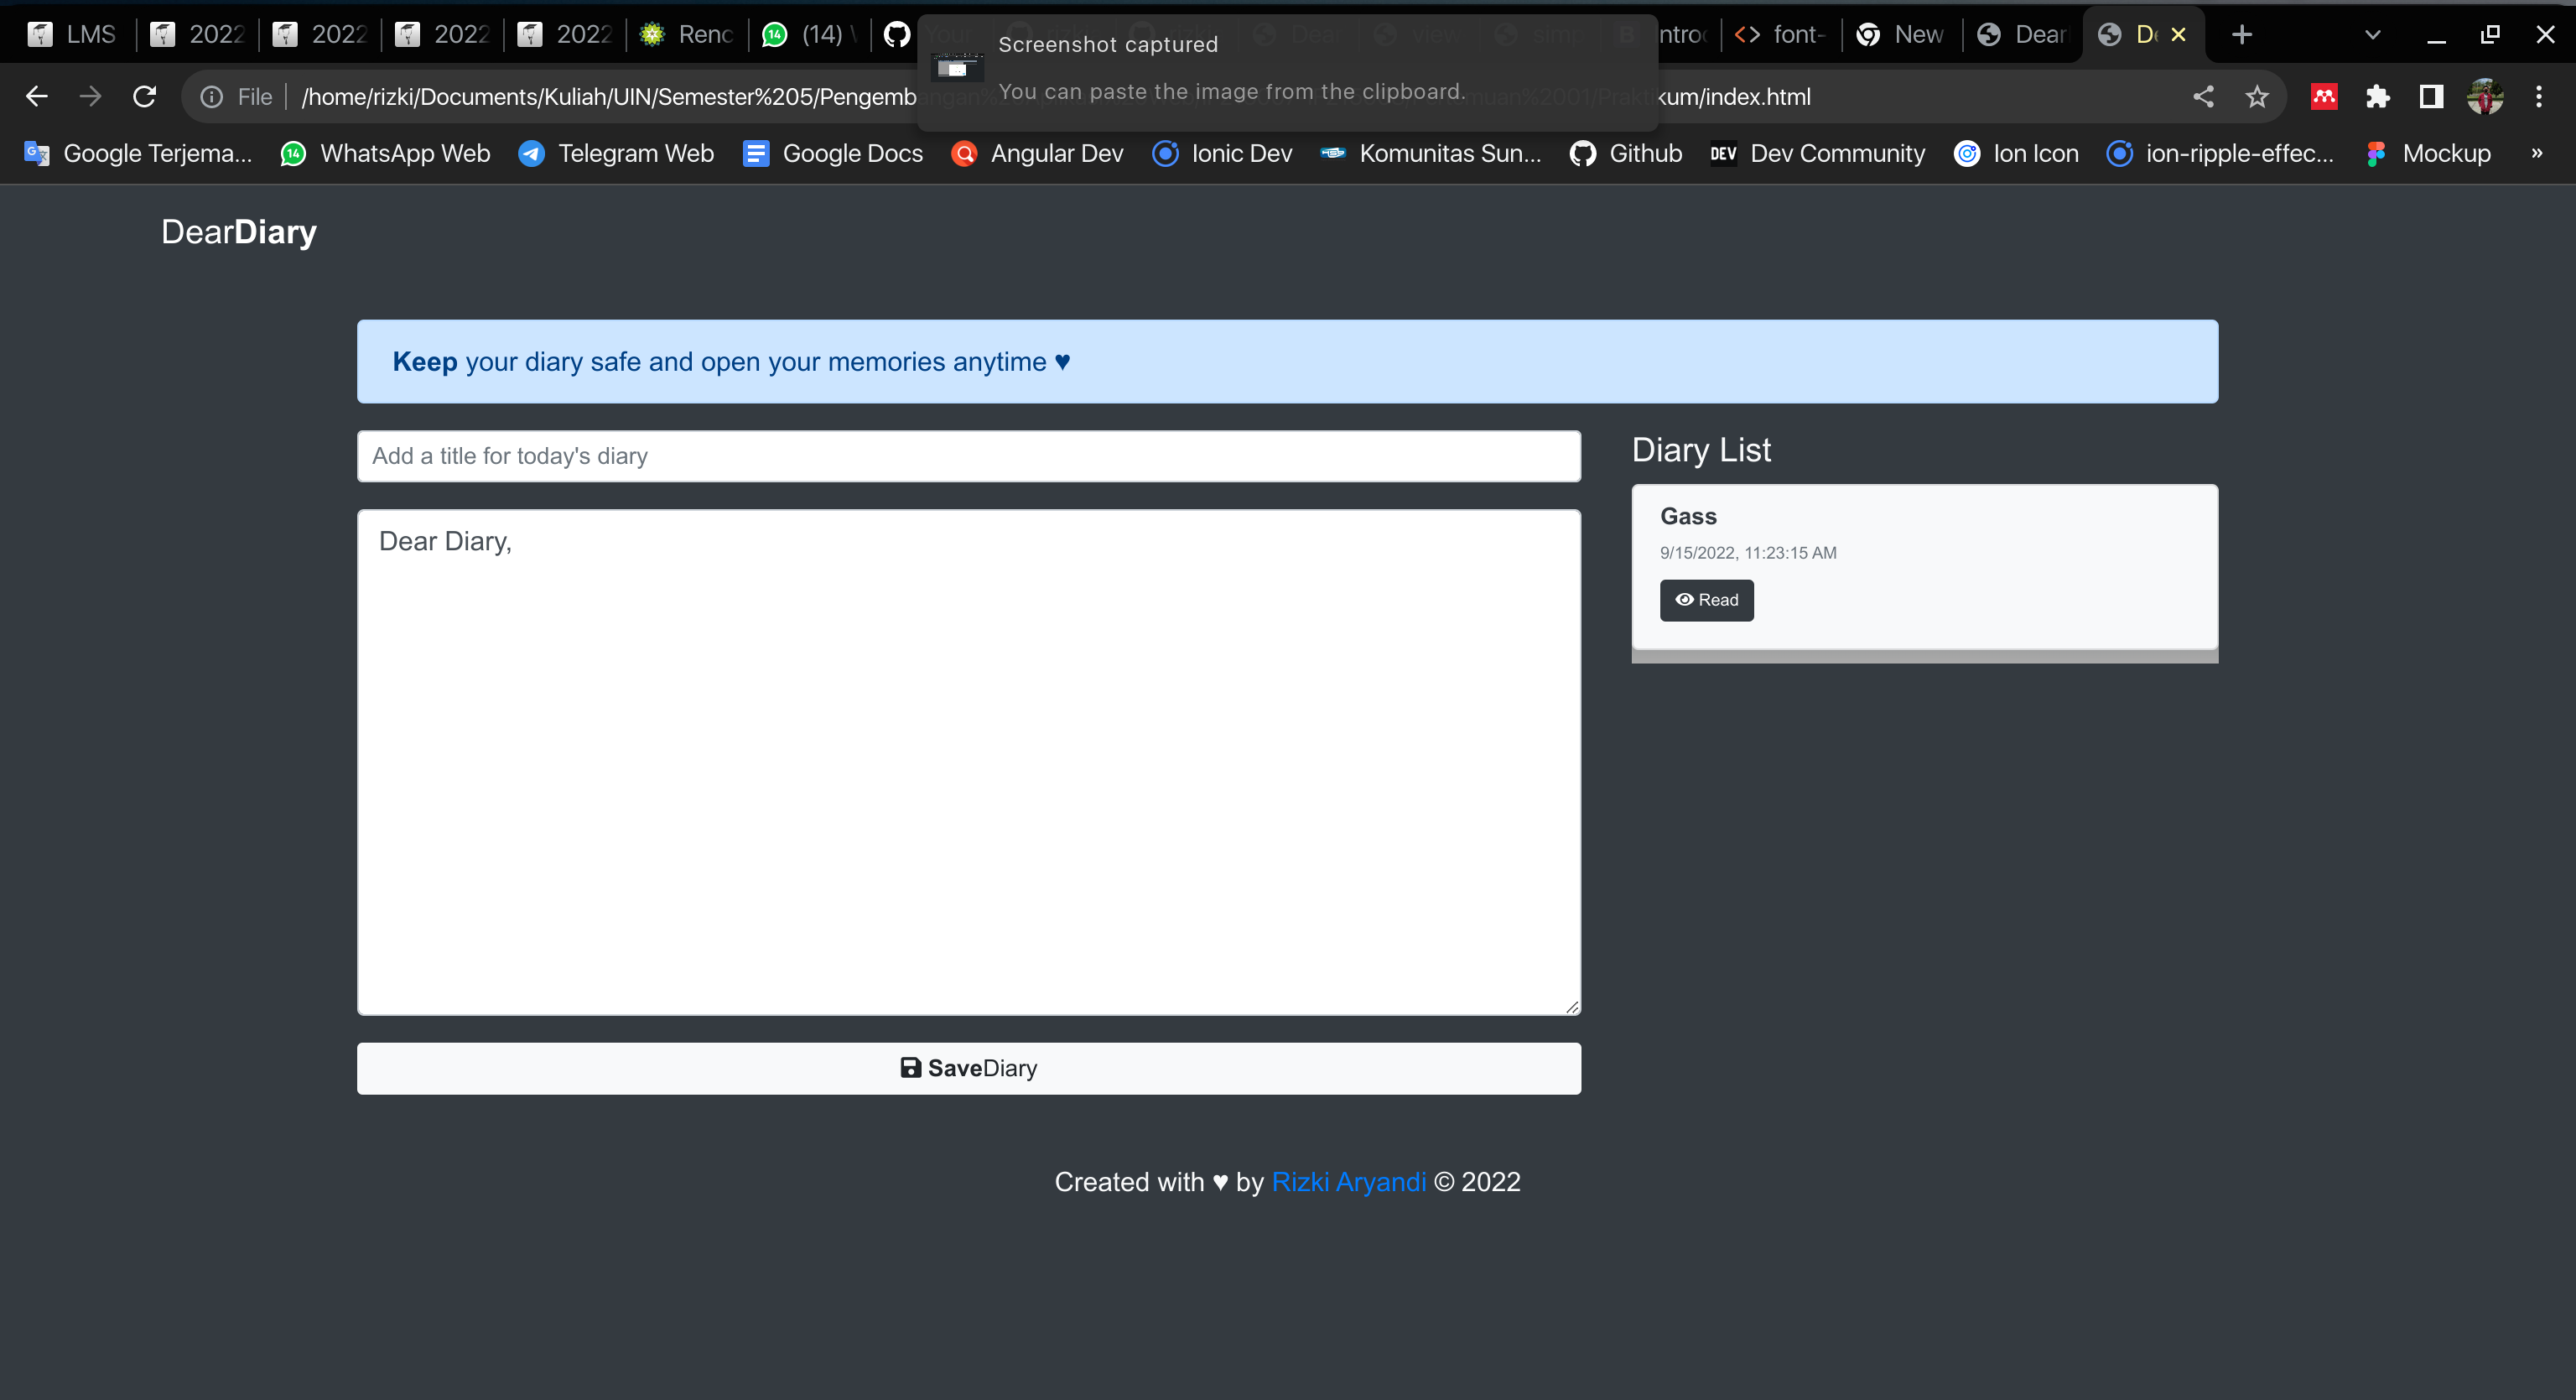 LMS 2022 2022 2022 2022 Renc (14) New Dear
Screenshot captured
You can paste the image from the clipboard.
File /home/rizki/Documents/Kuliah/UIN/Semester%205/Pengemb kum/index.html
Google Terjema... WhatsApp Web Telegram Web Google Docs Angular Dev Ionic Dev Komunitas Sun... Github DEV Dev Community Ion Icon ion-ripple-effec... Mockup »
DearDiary
Keep your diary safe and open your memories anytime ♥
Add a title for today's diary
Dear Diary,
SaveDiary
Diary List
Gass
9/15/2022, 11:23:15 AM
Read
Created with ♥ by Rizki Aryandi © 2022